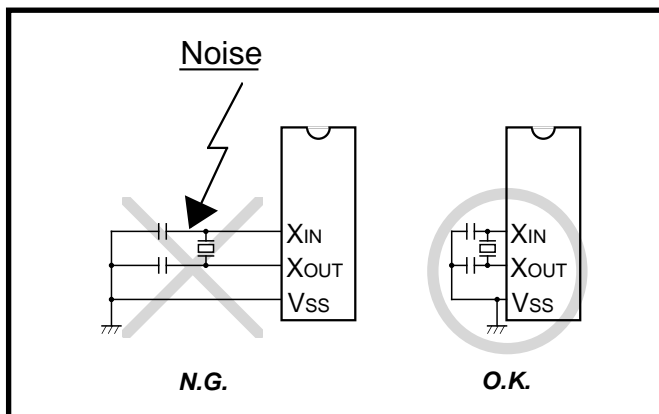 Noise
XIN
XOUT
VSS
N.G.
XIN
XOUT
VSS
O.K.